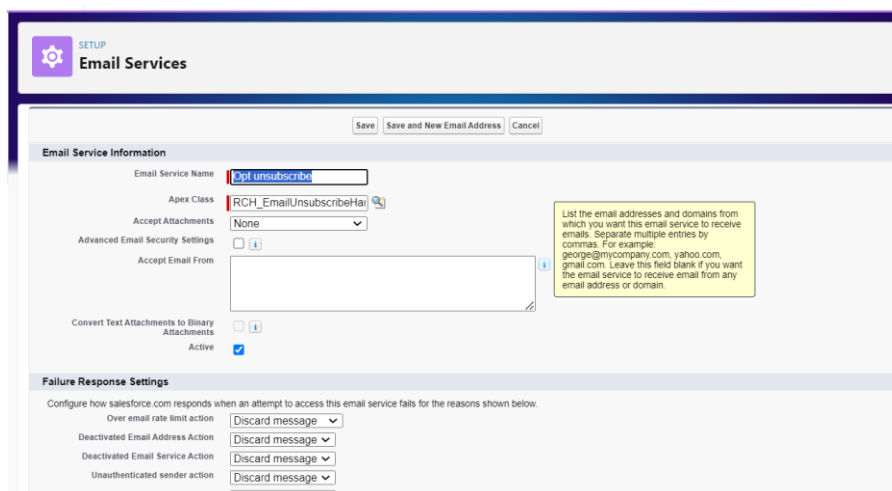 SETUP
Email Services
Save Save and New Email Address Cancel
Email Service Information
Email Service Name Opt unsubscribe
Apex Class RCH_EmailUnsubscribeHa
Accept Attachments None
Advanced Email Security Settings i
Accept Email From i
List the email addresses and domains from
which you want this email service to receive
emails. Separate multiple entries by
commas. For example:
george@mycompany.com, yahoo.com,
gmail.com. Leave this field blank if you want
the email service to receive email from any
email address or domain.
Convert Text Attachments to Binary
Attachments i
Active
Failure Response Settings
Configure how salesforce.com responds when an attempt to access this email service fails for the reasons shown below.
Over email rate limit action Discard message
Deactivated Email Address Action Discard message
Deactivated Email Service Action Discard message
Unauthenticated sender action Discard message